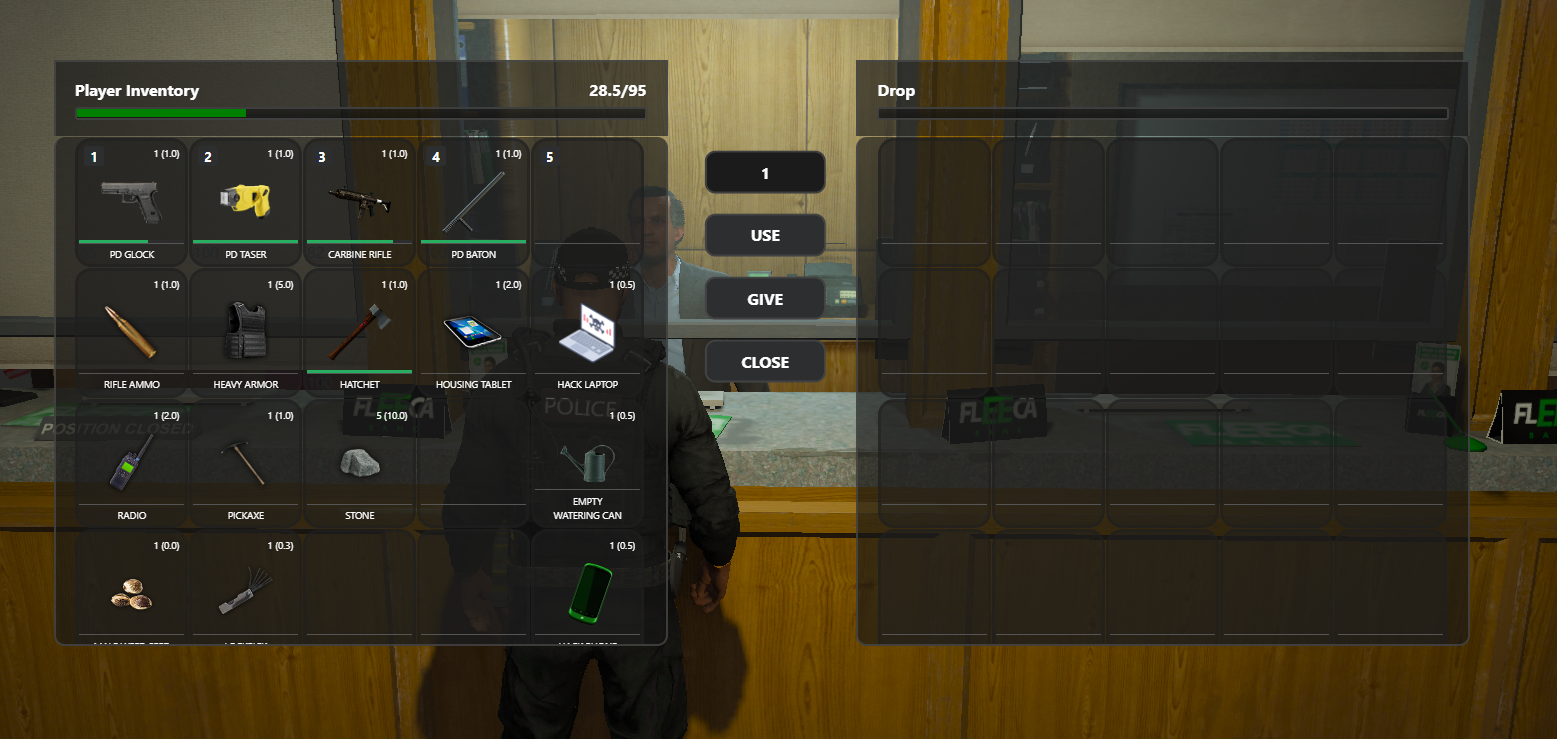 Player Inventory
28.5/95
Drop
1
1 (1.0)
PD GLOCK
2
1 (1.0)
PD TASER
3
1 (1.0)
CARBINE RIFLE
4
1 (1.0)
PD BATON
5
1
USE
GIVE
CLOSE
1 (1.0)
RIFLE AMMO
1 (5.0)
HEAVY ARMOR
1 (1.0)
HATCHET
1 (2.0)
HOUSING TABLET
1 (0.5)
HACK LAPTOP
POSITION CLOSED
FLEECA
POLICE
FLEECA
FLEECA
1 (2.0)
RADIO
1 (1.0)
PICKAXE
5 (10.0)
STONE
1 (0.5)
EMPTY
WATERING CAN
1 (0.0)
1 (0.3)
1 (0.5)